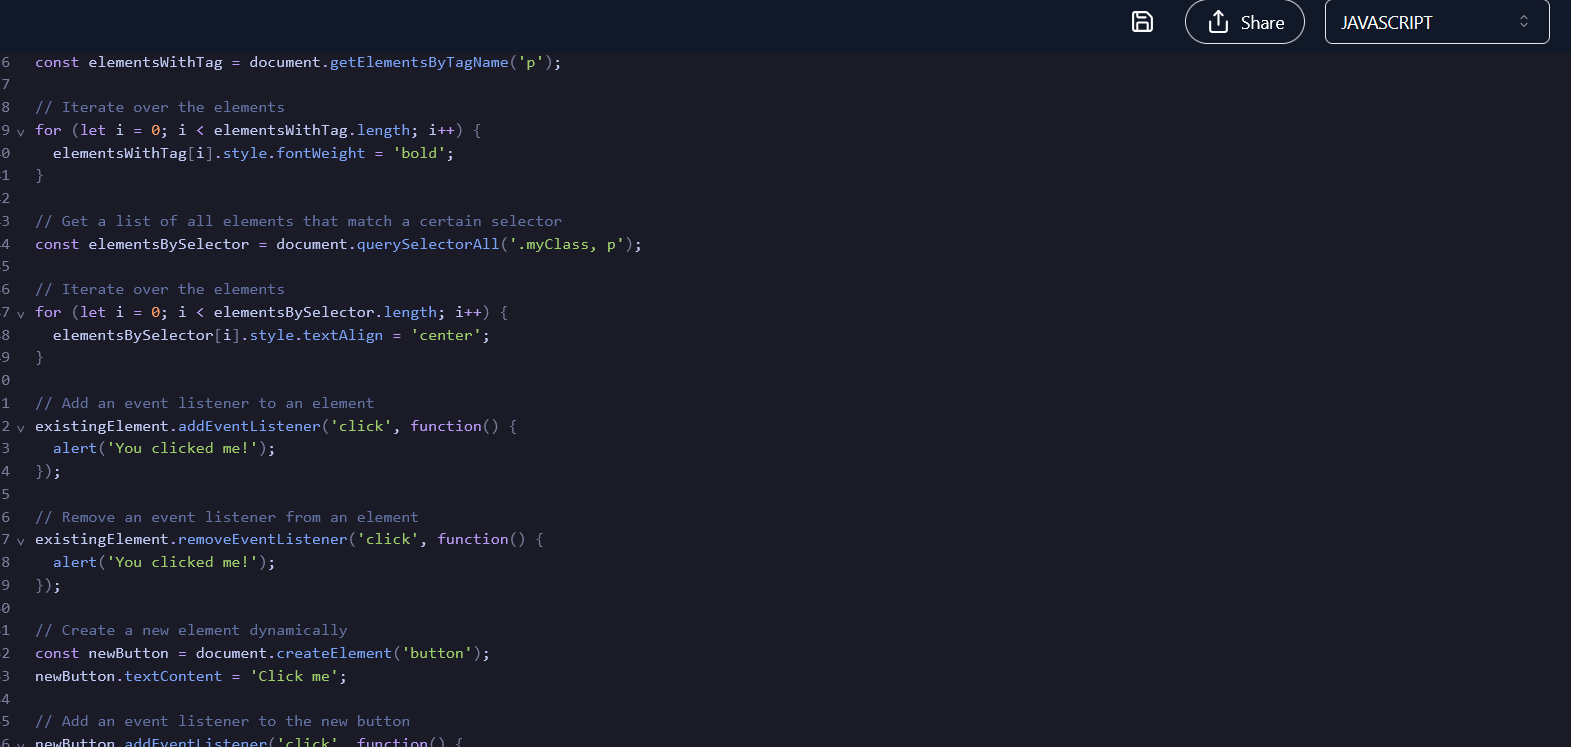 Share
JAVASCRIPT
6 const elementsWithTag = document.getElementsByTagName('p');
7
8 // Iterate over the elements
9 for (let i = 0; i < elementsWithTag.length; i++) {
0   elementsWithTag[i].style.fontWeight = 'bold';
1 }
2
3 // Get a list of all elements that match a certain selector
4 const elementsBySelector = document.querySelectorAll('.myClass, p');
5
6 // Iterate over the elements
7 for (let i = 0; i < elementsBySelector.length; i++) {
8   elementsBySelector[i].style.textAlign = 'center';
9 }
0
1 // Add an event listener to an element
2 existingElement.addEventListener('click', function() {
3   alert('You clicked me!');
4 });
5
6 // Remove an event listener from an element
7 existingElement.removeEventListener('click', function() {
8   alert('You clicked me!');
9 });
0
1 // Create a new element dynamically
2 const newButton = document.createElement('button');
3 newButton.textContent = 'Click me';
4
5 // Add an event listener to the new button
6 newButton.addEventListener('click', function() {